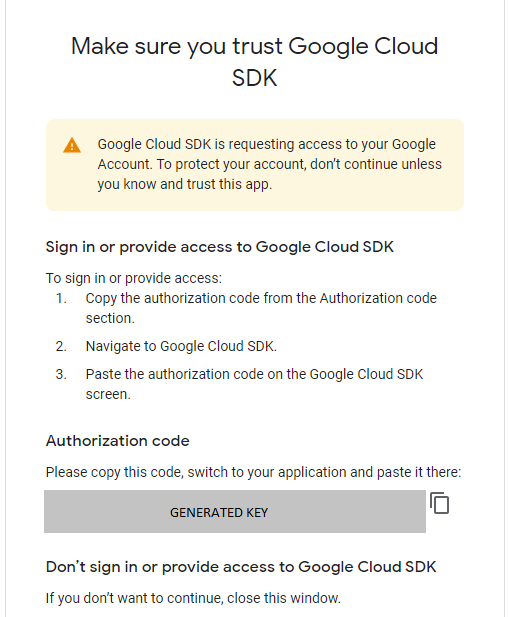 Make sure you trust Google Cloud
SDK
Google Cloud SDK is requesting access to your Google
Account. To protect your account, don’t continue unless
you know and trust this app.
Sign in or provide access to Google Cloud SDK
To sign in or provide access:
1. Copy the authorization code from the Authorization code
section.
2. Navigate to Google Cloud SDK.
3. Paste the authorization code on the Google Cloud SDK
screen.
Authorization code
Please copy this code, switch to your application and paste it there:
GENERATED KEY
Don’t sign in or provide access to Google Cloud SDK
If you don’t want to continue, close this window.